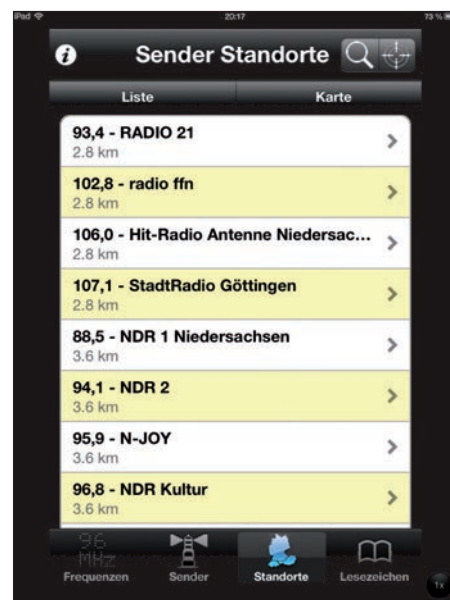 iPad 20:17 73 %
i Sender Standorte
Liste Karte
93,4 - RADIO 21
2.8 km
102,8 - radio ffn
2.8 km
106,0 - Hit-Radio Antenne Niedersac...
2.8 km
107,1 - StadtRadio Göttingen
2.8 km
88,5 - NDR 1 Niedersachsen
3.6 km
94,1 - NDR 2
3.6 km
95,9 - N-JOY
3.6 km
96,8 - NDR Kultur
3.6 km
96
MHz
Frequenzen Sender Standorte Lesezeichen
1x